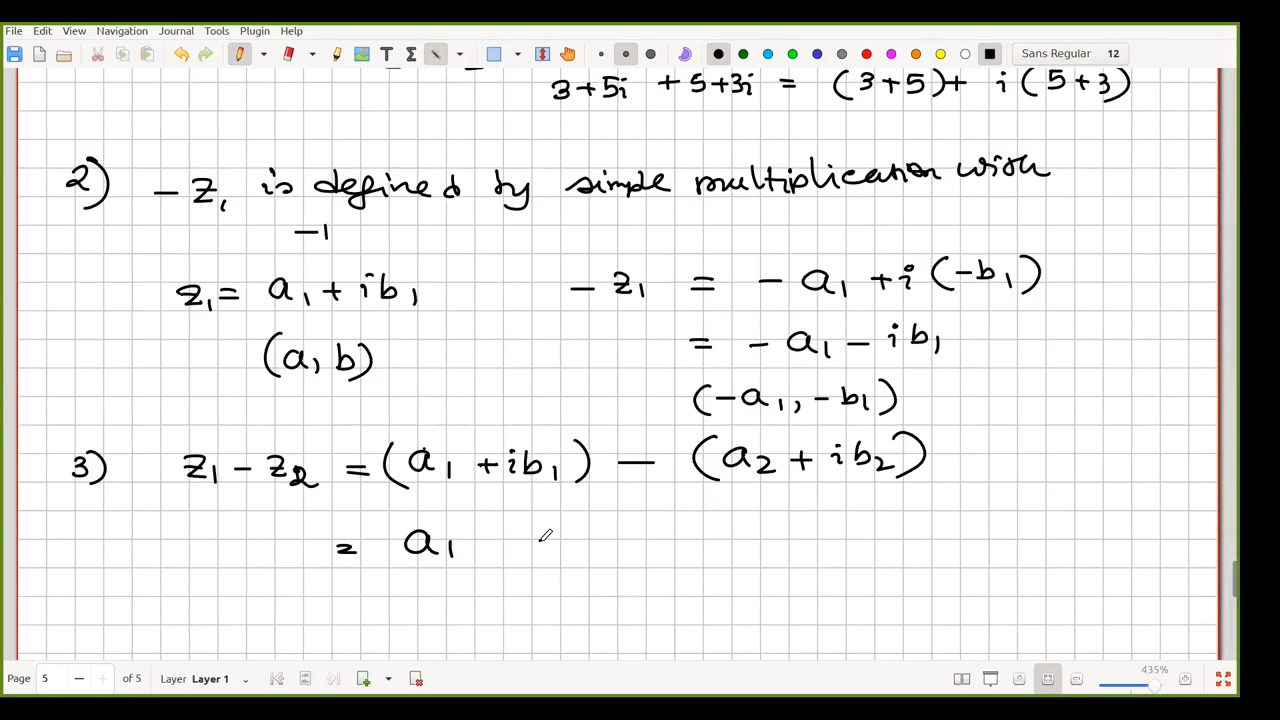 File Edit View Navigation Journal Tools Plugin Help
Sans Regular 12
3+5i + 5+3i = (3+5)+ i(5+3)
2) - z₁ is defined by simple multiplication with
-1
z₁ = a₁ + ib₁ - z₁ = - a₁ + i(-b₁)
(a, b) = - a₁ - ib₁
(-a₁, -b₁)
3) z₁ - z₂ = (a₁ + ib₁) - (a₂ + ib₂)
= a₁
Page 5 of 5 Layer Layer 1 435%